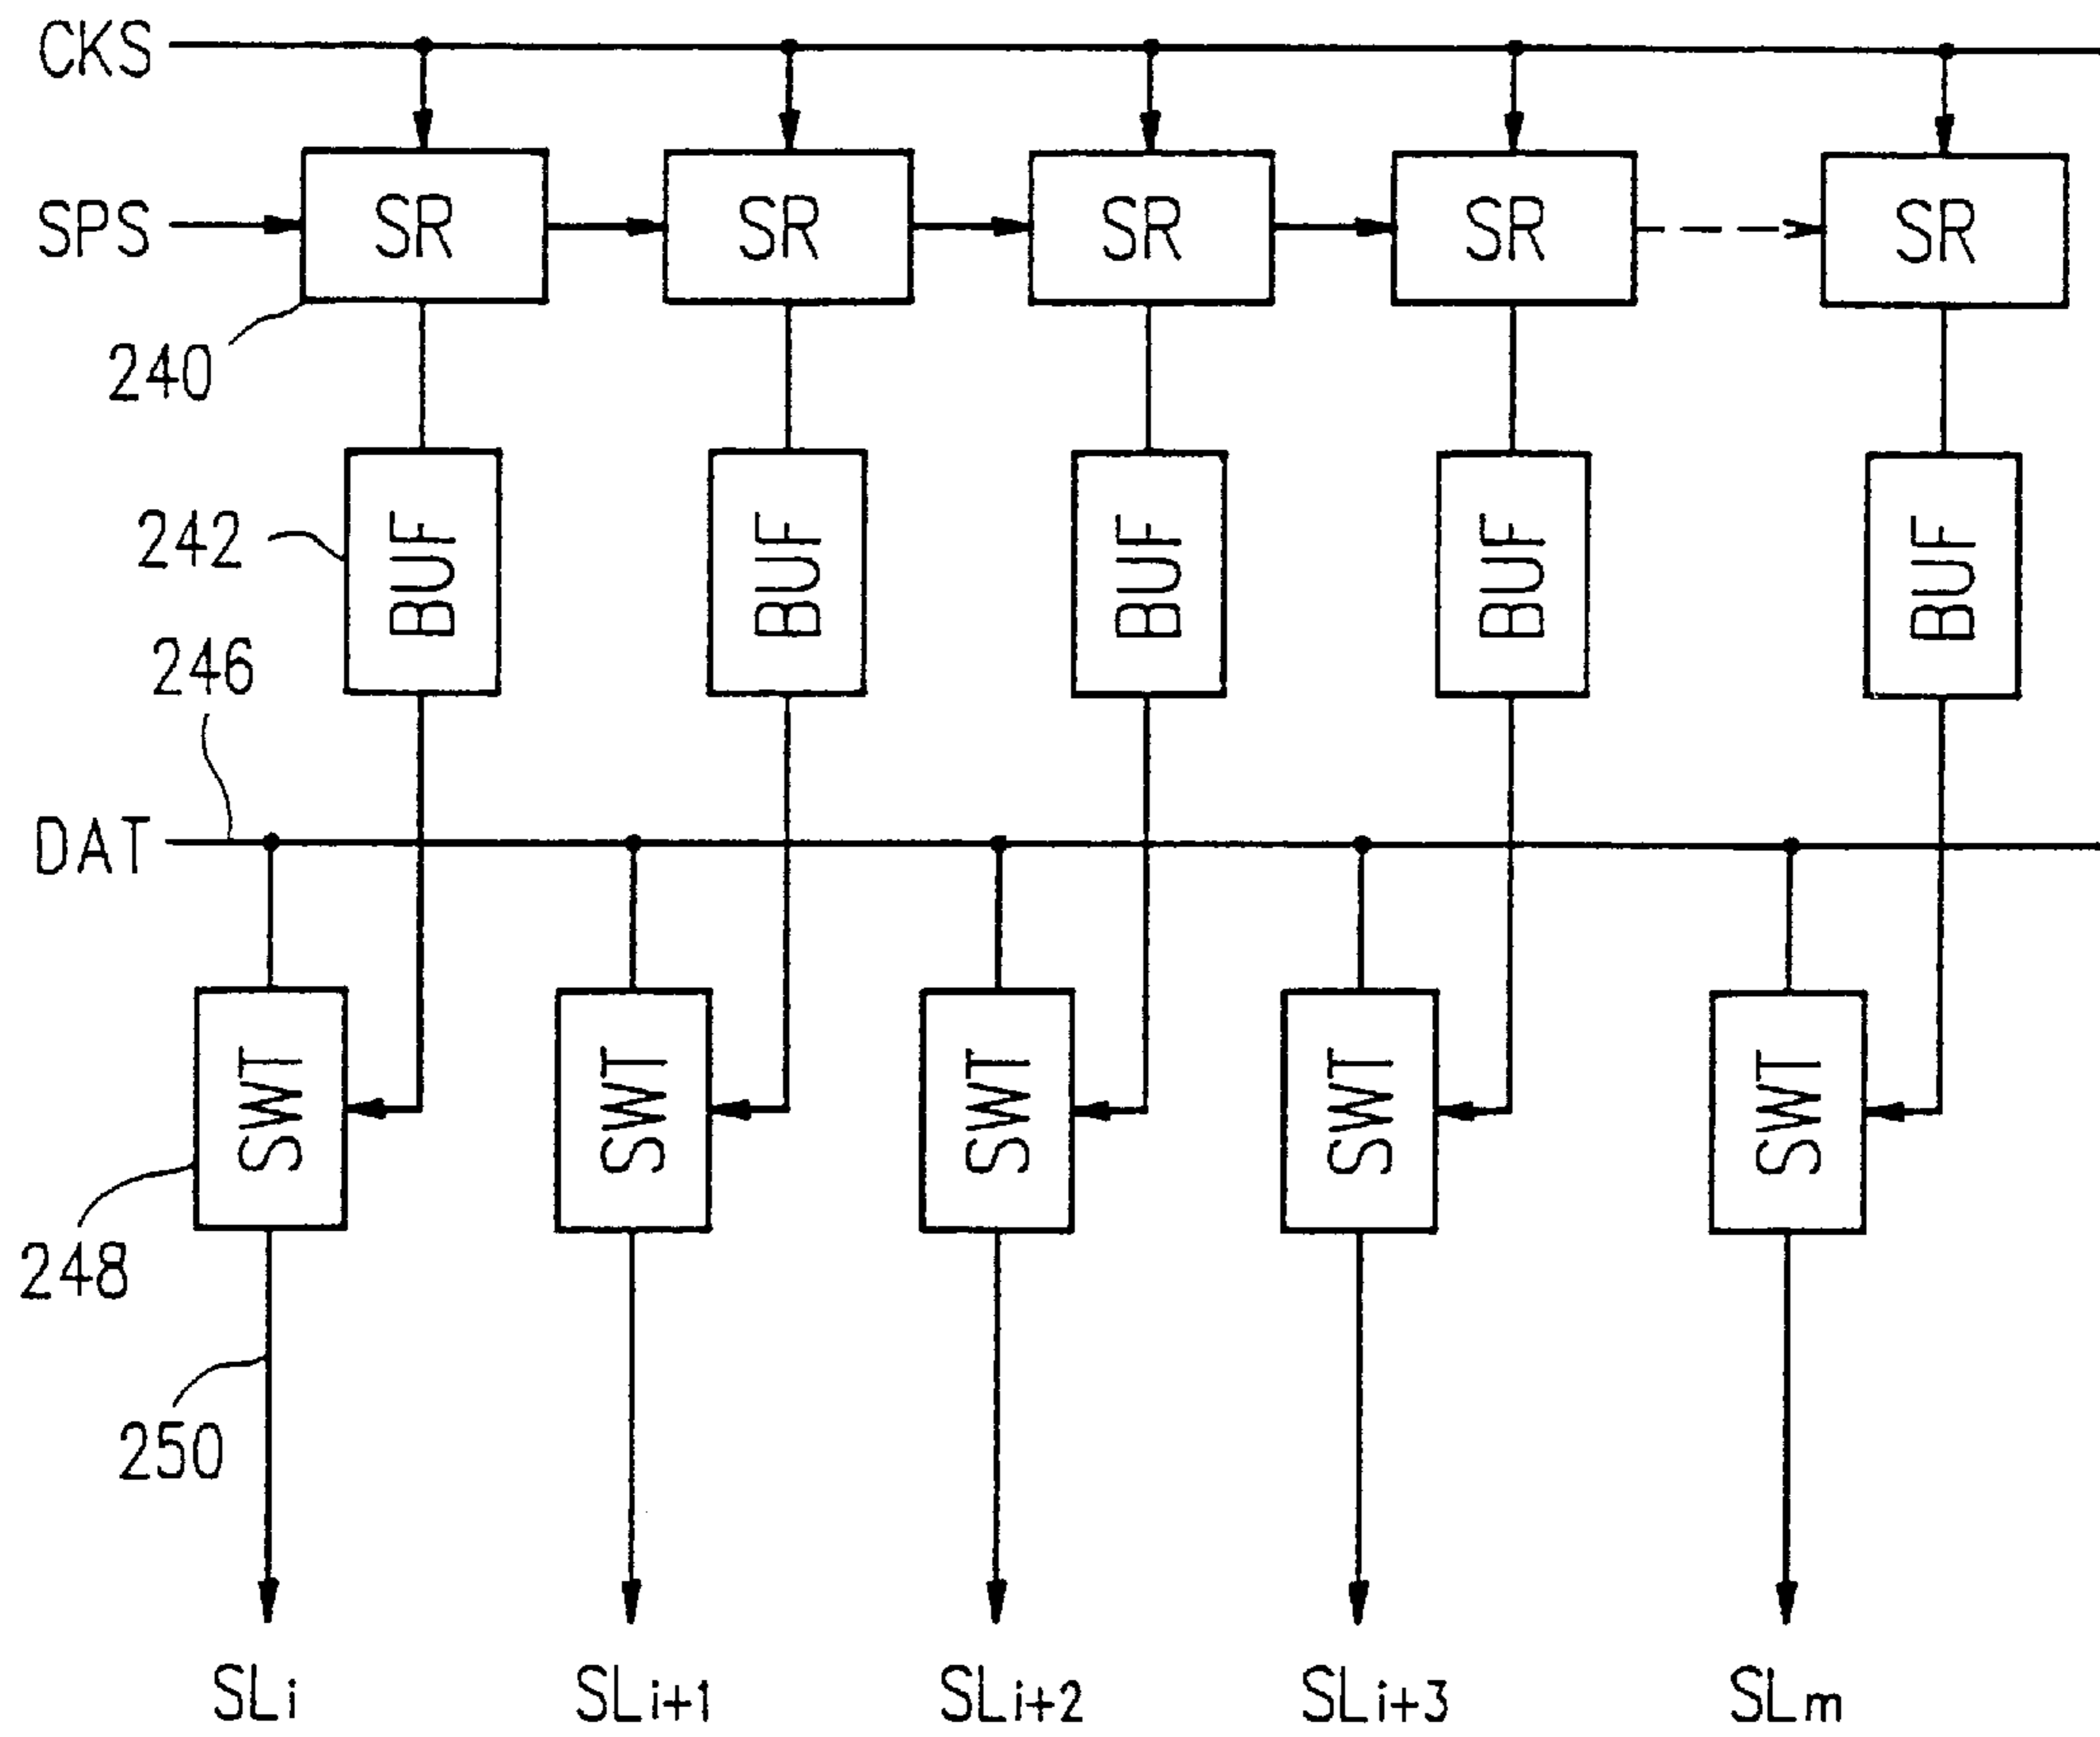 CKS
SPS SR SR SR SR SR
240
242 BUF BUF BUF BUF BUF
246
DAT
SWT SWT SWT SWT SWT
248
250
SLi SLi+1 SLi+2 SLi+3 SLm